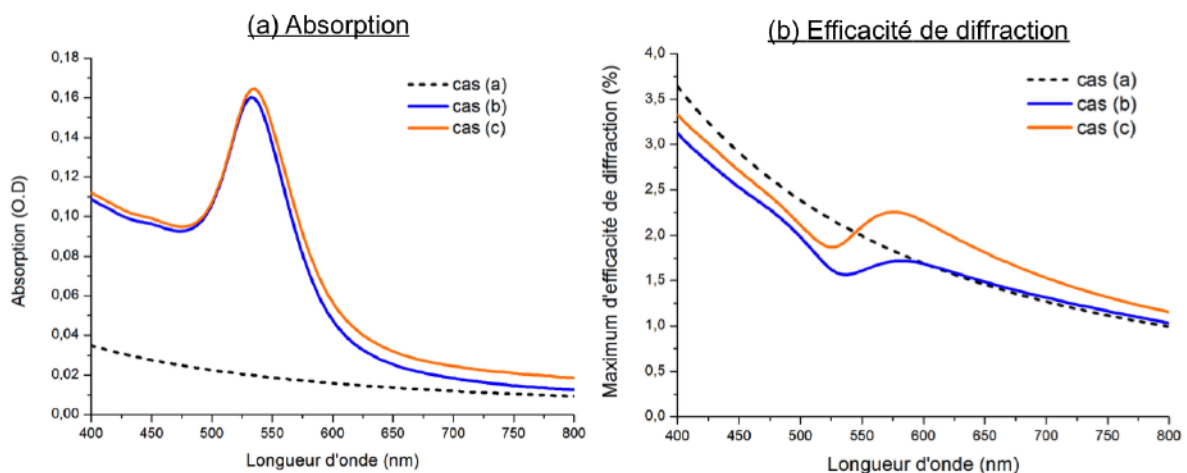 (a) Absorption
0,18
0,16
0,14
0,12
0,10
0,08
0,06
0,04
0,02
0,00
Absorption (O.D)
400 450 500 550 600 650 700 750 800
Longueur d'onde (nm)
cas (a)
cas (b)
cas (c)
(b) Efficacité de diffraction
4,0
3,5
3,0
2,5
2,0
1,5
1,0
0,5
0,0
Maximum d'efficacité de diffraction (%)
400 450 500 550 600 650 700 750 800
Longueur d'onde (nm)
cas (a)
cas (b)
cas (c)